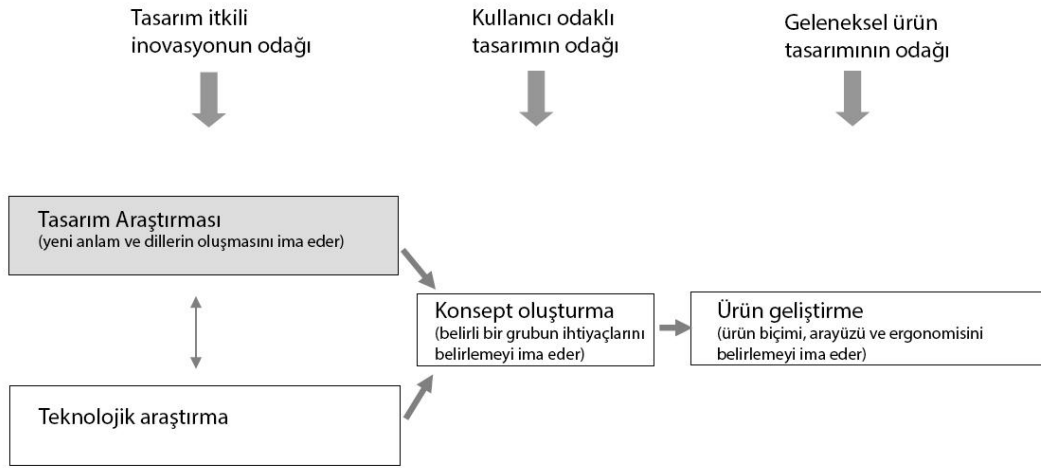 Tasarım itkili
inovasyonun odağı
Kullanıcı odaklı
tasarımın odağı
Geleneksel ürün
tasarımının odağı
Tasarım Araştırması
(yeni anlam ve dillerin oluşmasını ima eder)
Konsept oluşturma
(belirli bir grubun ihtiyaçlarını
belirlemeyi ima eder)
Ürün geliştirme
(ürün biçimi, arayüzü ve ergonomisini
belirlemeyi ima eder)
Teknolojik araştırma